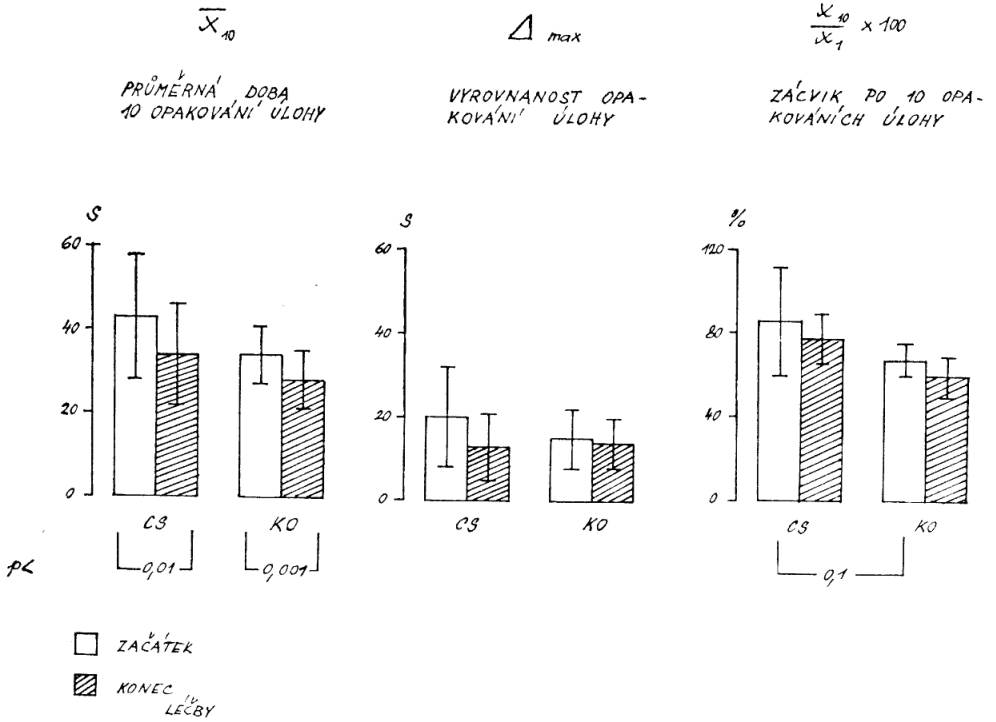 X̅₁₀
PRŮMĚRNÁ DOBA
10 OPAKOVÁNÍ ÚLOHY
S
60
40
20
0
CS KO
p< 0,01 0,001
Δ max
VYROVNANOST OPA-
KOVÁNÍ ÚLOHY
S
60
40
20
0
CS KO
X₁₀
X₁ x 100
ZÁCVIK PO 10 OPA-
KOVÁNÍCH ÚLOHY
%
120
80
40
0
CS KO
0,1
ZAČÁTEK
KONEC
LÉČBY